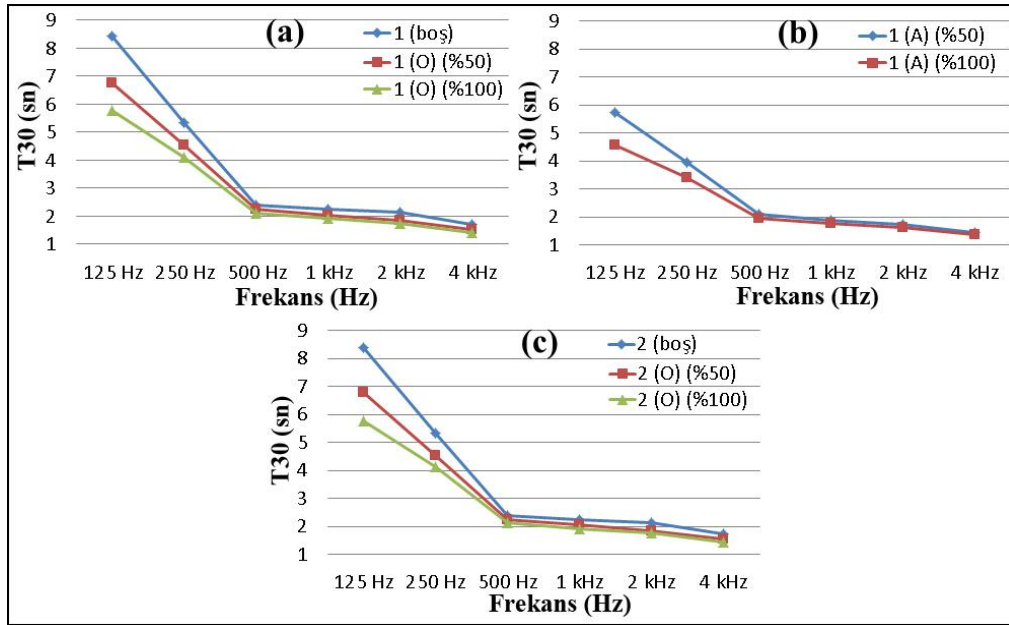 (a)
1 (boş)
1 (O) (%50)
1 (O) (%100)
T30 (sn)
9
8
7
6
5
4
3
2
1
125 Hz 250 Hz 500 Hz 1 kHz 2 kHz 4 kHz
Frekans (Hz)
(b)
1 (A) (%50)
1 (A) (%100)
T30 (sn)
9
8
7
6
5
4
3
2
1
125 Hz 250 Hz 500 Hz 1 kHz 2 kHz 4 kHz
Frekans (Hz)
(c)
2 (boş)
2 (O) (%50)
2 (O) (%100)
T30 (sn)
9
8
7
6
5
4
3
2
1
125 Hz 250 Hz 500 Hz 1 kHz 2 kHz 4 kHz
Frekans (Hz)